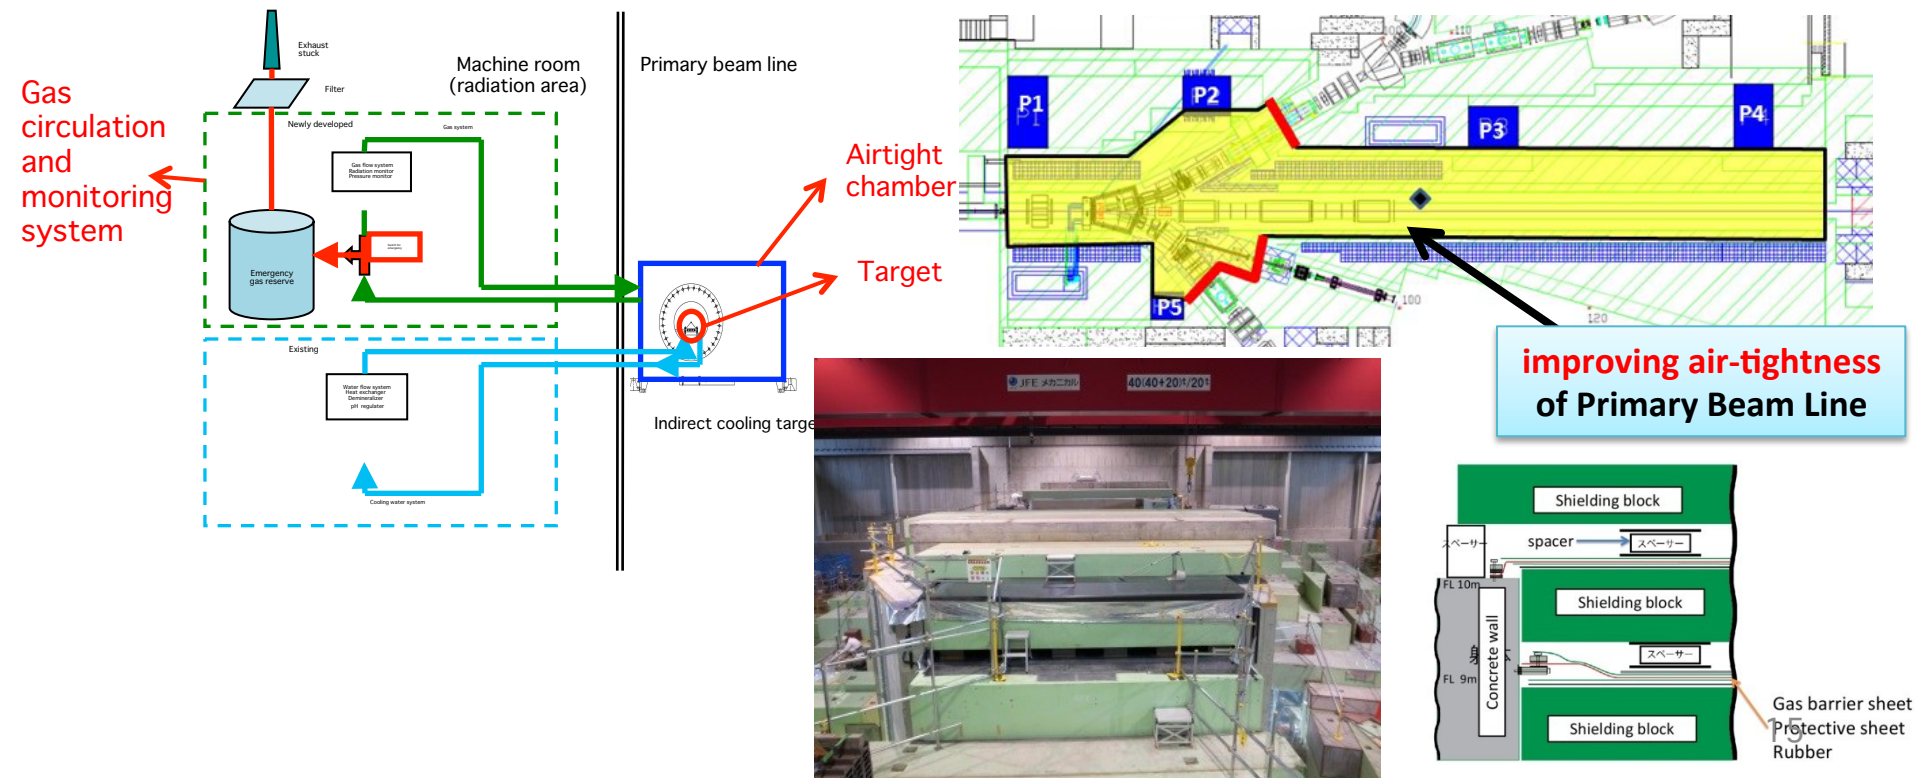 Exhaust
stuck
Filter
Machine room
(radiation area)
Primary beam line
Gas
circulation
and
monitoring
system
Newly developed
Gas system
Gas flow system
Radiation monitor
Pressure monitor
Emergency
gas reserve
Airtight
chamber
Target
Existing
Water flow system
Heat exchanger
Demineralizer
pH regulater
Cooling water system
Indirect cooling targe
P1
P2
P3
P4
P5
110
100
120
improving air-tightness
of Primary Beam Line
JFE メカニカル
40(40+20)t/20t
Shielding block
スペーサー
spacer
スペーサー
FL 10m
Shielding block
Concrete wall
スペーサー
FL 9m
Shielding block
Gas barrier sheet
Protective sheet
Rubber
15